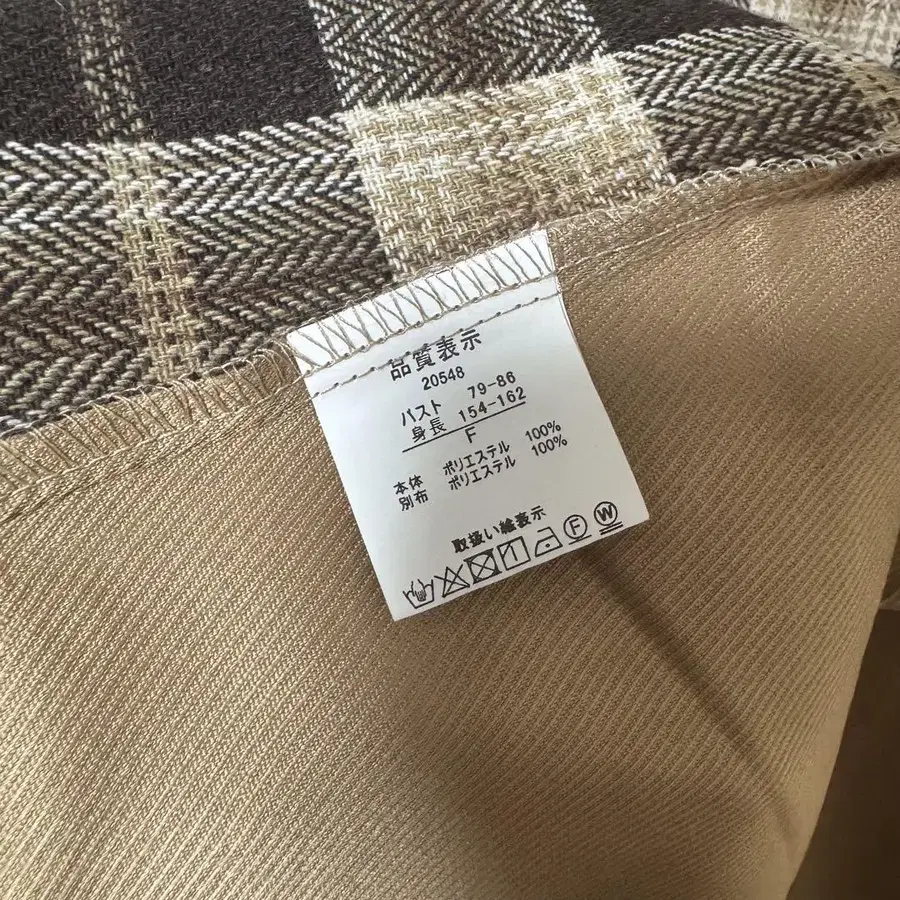 品質表示
20548
バスト 79-86
身長 154-162
F
本体 ポリエステル 100%
別布 ポリエステル 100%
取扱い絵表示
F W